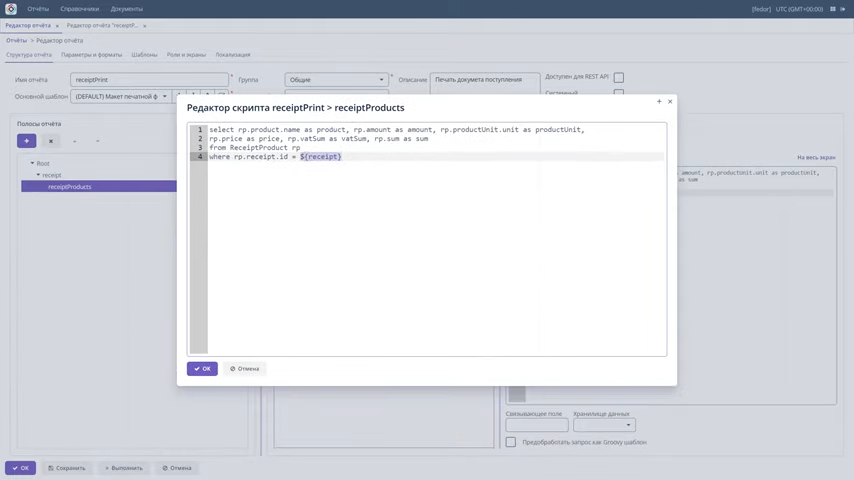 Отчёты Справочники Документы [fedor] UTC (GMT+00:00)
Редактор отчёта × Редактор отчёта "receiptP... ×
Отчёты > Редактор отчёта
Структура отчёта Параметры и форматы Шаблоны Роли и экраны Локализация
Имя отчёта receiptPrint * Группа Общие * Описание Печать докумета поступления Доступен для REST API
Основной шаблон (DEFAULT) Макет печатной ф * Системный
Редактор скрипта receiptPrint > receiptProducts
Полосы отчёта
1 select rp.product.name as product, rp.amount as amount, rp.productUnit.unit as productUnit,
2 rp.price as price, rp.vatSum as vatSum, rp.sum as sum
3 from ReceiptProduct rp
4 where rp.receipt.id = ${receipt}
На весь экран
Root
receipt
receiptProducts
amount, rp.productUnit.unit as productUnit,
as sum
OK Отмена
Связывающее поле Хранилище данных
Предобработать запрос как Groovy шаблон
OK Сохранить Выполнить Отмена